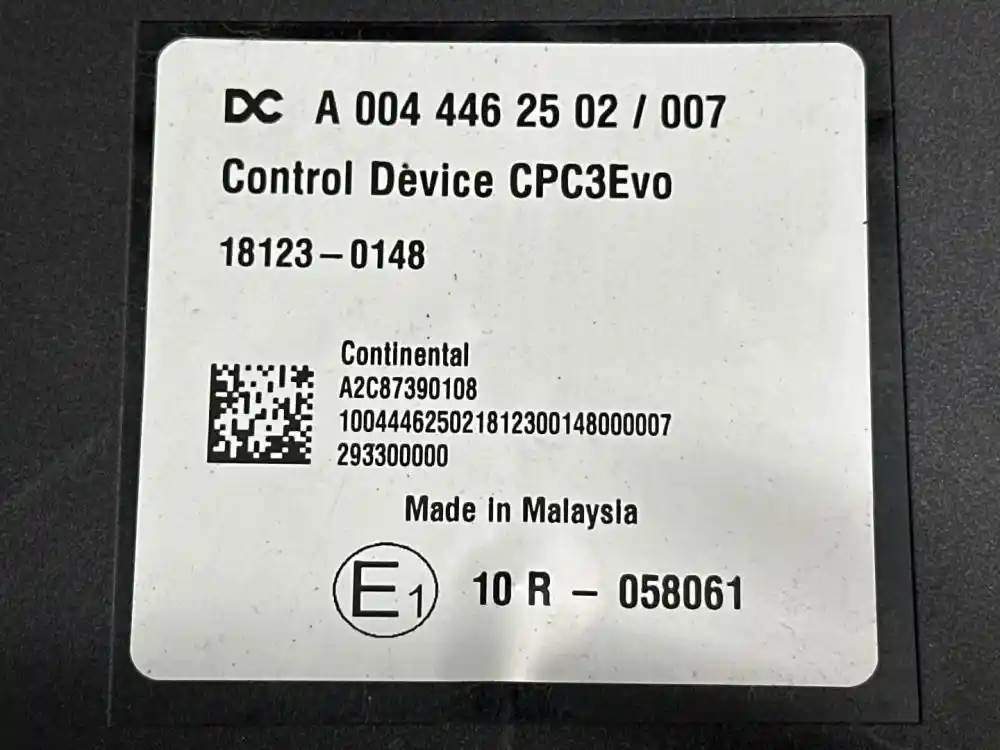 DC A 004 446 25 02 / 007
Control Device CPC3Evo
18123-0148
Continental
A2C87390108
10044462502181230014800007
293300000
Made in Malaysia
E1 10 R - 058061